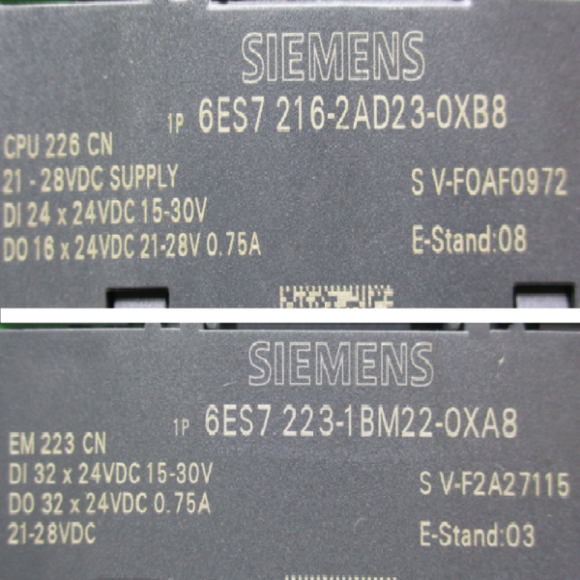 SIEMENS
1P 6ES7 216-2AD23-0XB8
CPU 226 CN
21 - 28VDC SUPPLY
S V-F0AF0972
DI 24 x 24VDC 15-30V
DO 16 x 24VDC 21-28V 0.75A
E-Stand:08
SIEMENS
1P 6ES7 223-1BM22-0XA8
EM 223 CN
DI 32 x 24VDC 15-30V
S V-F2A27115
DO 32 x 24VDC 0.75A
21-28VDC
E-Stand:03